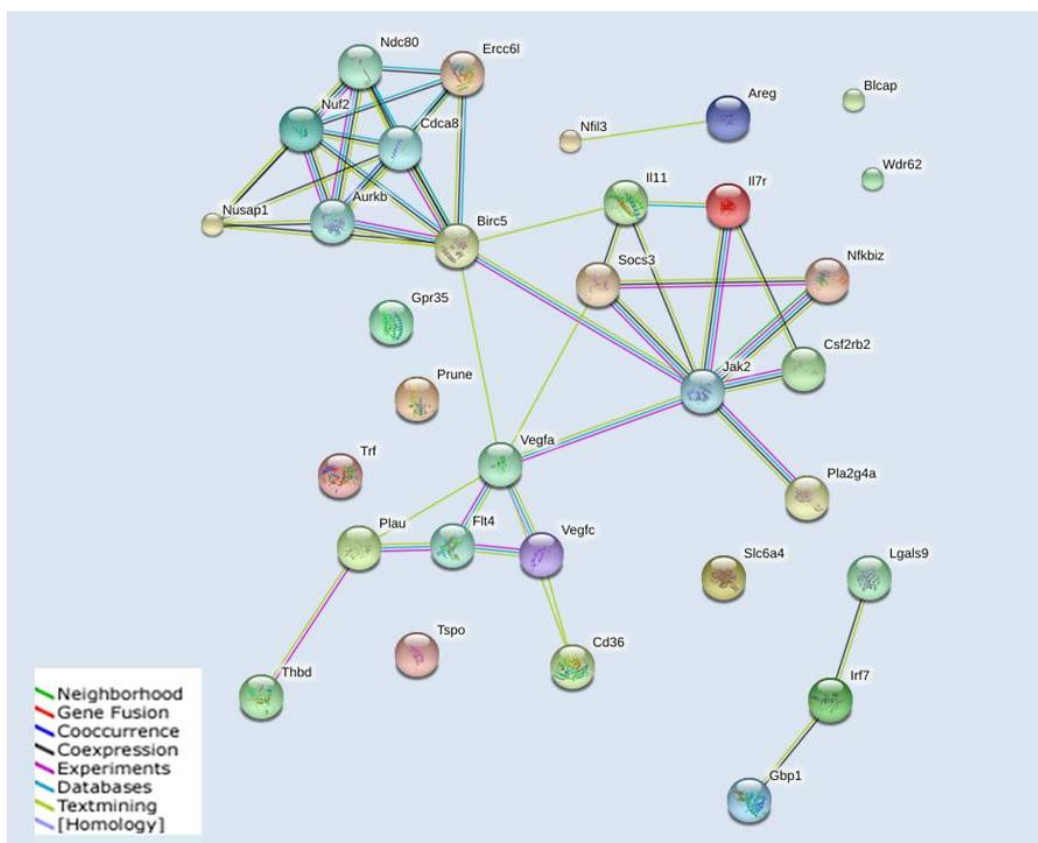 Ndc80
Ercc6l
Nuf2
Cdca8
Areg
Blcap
Nfil3
Wdr62
Nusap1
Aurkb
Birc5
Il11
Il7r
Socs3
Nfkbiz
Gpr35
Csf2rb2
Jak2
Prune
Vegfa
Trf
Pla2g4a
Plau
Flt4
Vegfc
Slc6a4
Lgals9
Tspo
Cd36
Thbd
Irf7
Gbp1
Neighborhood
Gene Fusion
Cooccurrence
Coexpression
Experiments
Databases
Textmining
[Homology]